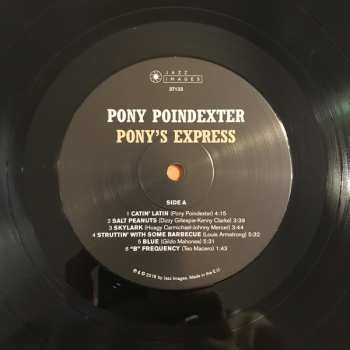 JAZZ
IMAGES
37133
PONY POINDEXTER
PONY'S EXPRESS
SIDE A
1 CATIN' LATIN (Pony Poindexter) 4:15
2 SALT PEANUTS (Dizzy Gillespie-Kenny Clarke) 3:39
3 SKYLARK (Hoagy Carmichael-Johnny Mercer) 3:44
4 STRUTTIN' WITH SOME BARBECUE (Louis Armstrong) 5:32
5 BLUE (Gildo Mahones) 5:31
6 "B" FREQUENCY (Teo Macero) 1:43
℗ & © 2018 by Jazz Images. Made in the E.U.